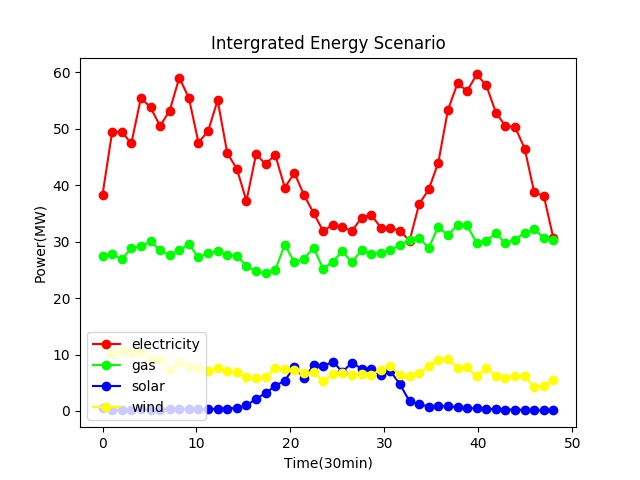 Intergrated Energy Scenario
Power(MW)
60
50
40
30
20
10
0
electricity
gas
solar
wind
0 10 20 30 40 50
Time(30min)